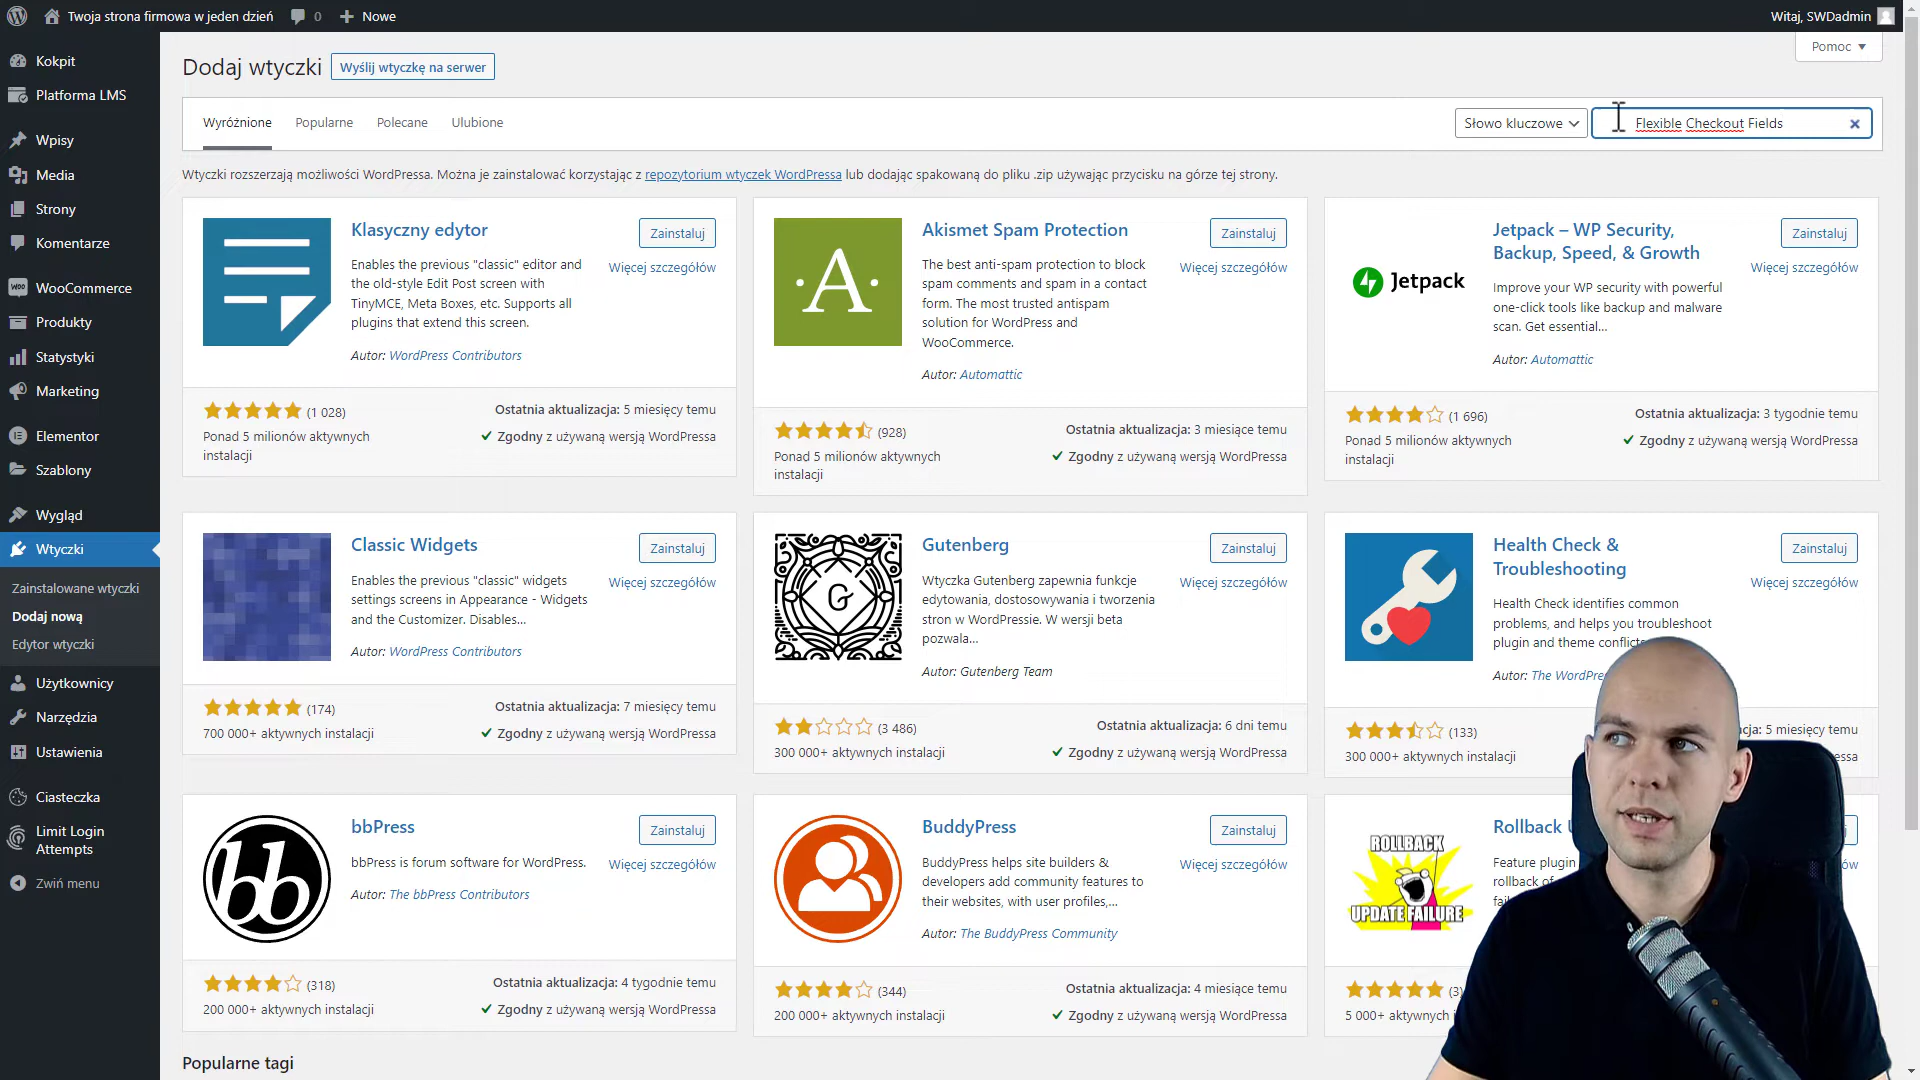 Twoja strona firmowa w jeden dzień
0
Nowe
Witaj, SWDadmin
Pomoc
Kokpit
Platforma LMS
Wpisy
Media
Strony
Komentarze
WooCommerce
Produkty
Statystyki
Marketing
Elementor
Szablony
Wygląd
Wtyczki
Zainstalowane wtyczki
Dodaj nową
Edytor wtyczki
Użytkownicy
Narzędzia
Ustawienia
Ciasteczka
Limit Login
Attempts
Zwiń menu
Dodaj wtyczki
Wyślij wtyczkę na serwer
Wyróżnione
Popularne
Polecane
Ulubione
Słowo kluczowe
Flexible Checkout Fields
Wtyczki rozszerzają możliwości WordPressa. Można je zainstalować korzystając z repozytorium wtyczek WordPressa lub dodając spakowaną do pliku .zip używając przycisku na górze tej strony.
Klasyczny edytor
Zainstaluj
Więcej szczegółów
Enables the previous "classic" editor and
the old-style Edit Post screen with
TinyMCE, Meta Boxes, etc. Supports all
plugins that extend this screen.
Autor: WordPress Contributors
(1 028)
Ponad 5 milionów aktywnych
instalacji
Ostatnia aktualizacja: 5 miesięcy temu
Zgodny z używaną wersją WordPressa
A
Akismet Spam Protection
Zainstaluj
Więcej szczegółów
The best anti-spam protection to block
spam comments and spam in a contact
form. The most trusted antispam
solution for WordPress and
WooCommerce.
Autor: Automattic
(928)
Ponad 5 milionów aktywnych
instalacji
Ostatnia aktualizacja: 3 miesiące temu
Zgodny z używaną wersją WordPressa
Jetpack
Jetpack – WP Security,
Backup, Speed, & Growth
Zainstaluj
Więcej szczegółów
Improve your WP security with powerful
one-click tools like backup and malware
scan. Get essential...
Autor: Automattic
(1 696)
Ponad 5 milionów aktywnych
instalacji
Ostatnia aktualizacja: 3 tygodnie temu
Zgodny z używaną wersją WordPressa
Classic Widgets
Zainstaluj
Więcej szczegółów
Enables the previous "classic" widgets
settings screens in Appearance - Widgets
and the Customizer. Disables...
Autor: WordPress Contributors
(174)
700 000+ aktywnych instalacji
Ostatnia aktualizacja: 7 miesięcy temu
Zgodny z używaną wersją WordPressa
G
Gutenberg
Zainstaluj
Więcej szczegółów
Wtyczka Gutenberg zapewnia funkcje
edytowania, dostosowywania i tworzenia
stron w WordPressie. W wersji beta
pozwala...
Autor: Gutenberg Team
(3 486)
300 000+ aktywnych instalacji
Ostatnia aktualizacja: 6 dni temu
Zgodny z używaną wersją WordPressa
Health Check &
Troubleshooting
Zainstaluj
Więcej szczegółów
Health Check identifies common
problems, and helps you troubleshoot
plugin and theme
Autor: The
(133)
300 000+ aktywnych instalacji
5 miesięcy temu
bb
bbPress
Zainstaluj
Więcej szczegółów
bbPress is forum software for WordPress.
Autor: The bbPress Contributors
(318)
200 000+ aktywnych instalacji
Ostatnia aktualizacja: 4 tygodnie temu
Zgodny z używaną wersją WordPressa
BuddyPress
Zainstaluj
Więcej szczegółów
BuddyPress helps site builders &
developers add community features to
their websites, with user profiles,...
Autor: The BuddyPress Community
(344)
200 000+ aktywnych instalacji
Ostatnia aktualizacja: 4 miesiące temu
Zgodny z używaną wersją WordPressa
ROLLBACK
UPDATE FAILURE
Rollback
Feature plugin
rollback of
(3)
5 000+ aktywnych
Popularne tagi